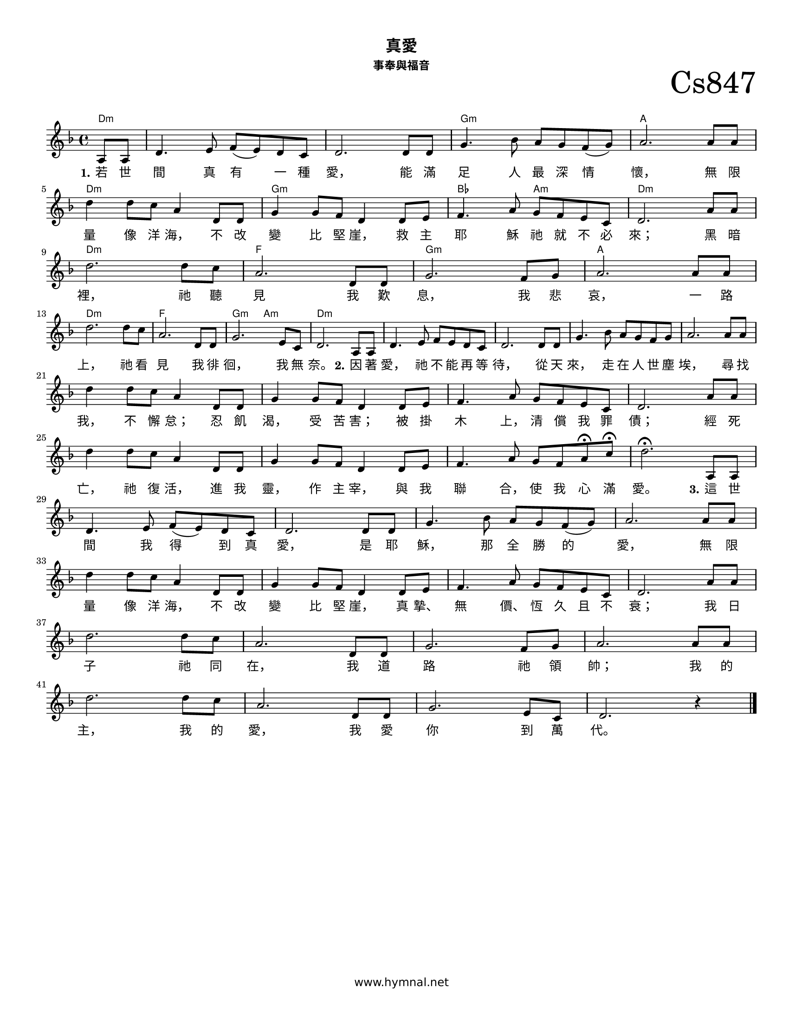 真愛
事奉與福音
Cs847
Dm Gm A
1. 若 世 間 真 有 一 種 愛， 能 滿 足 人 最 深 情 懷， 無 限
5 Dm Gm B♭ Am Dm
量 像 洋 海， 不 改 變 比 堅 崖， 救 主 耶 穌 祂 就 不 必 來； 黑 暗
9 Dm F Gm A
裡， 祂 聽 見 我 歎 息， 我 悲 哀， 一 路
13 Dm F Gm Am Dm
上， 祂 看 見 我 徘 徊， 我 無 奈。 2. 因 著 愛， 祂 不 能 再 等 待， 從 天 來， 走 在 人 世 塵 埃， 尋 找
21
我， 不 懈 怠； 忍 飢 渴， 受 苦 害； 被 掛 木 上， 清 償 我 罪 債； 經 死
25
亡， 祂 復 活， 進 我 靈， 作 主 宰， 與 我 聯 合， 使 我 心 滿 愛。 3. 這 世
29
間 我 得 到 真 愛， 是 耶 穌， 那 全 勝 的 愛， 無 限
33
量 像 洋 海， 不 改 變 比 堅 崖， 真 摯、 無 價、 恆 久 且 不 衰； 我 日
37
子 祂 同 在， 我 道 路 祂 領 帥； 我 的
41
主， 我 的 愛， 我 愛 你 到 萬 代。
www.hymnal.net